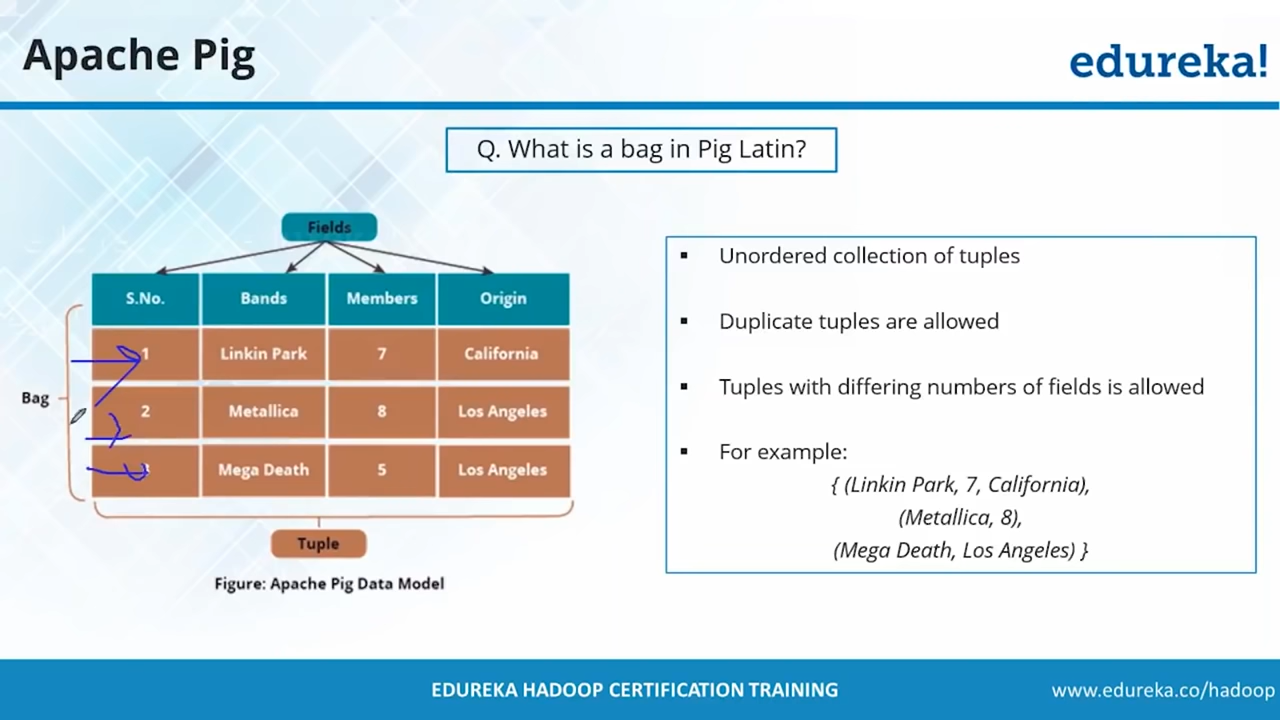 Apache Pig
edureka!
Q. What is a bag in Pig Latin?
Fields
S.No. Bands Members Origin
1 Linkin Park 7 California
Bag
2 Metallica 8 Los Angeles
3 Mega Death 5 Los Angeles
Tuple
Figure: Apache Pig Data Model
▪ Unordered collection of tuples
▪ Duplicate tuples are allowed
▪ Tuples with differing numbers of fields is allowed
▪ For example:
{ (Linkin Park, 7, California),
(Metallica, 8),
(Mega Death, Los Angeles) }
EDUREKA HADOOP CERTIFICATION TRAINING
www.edureka.co/hadoop